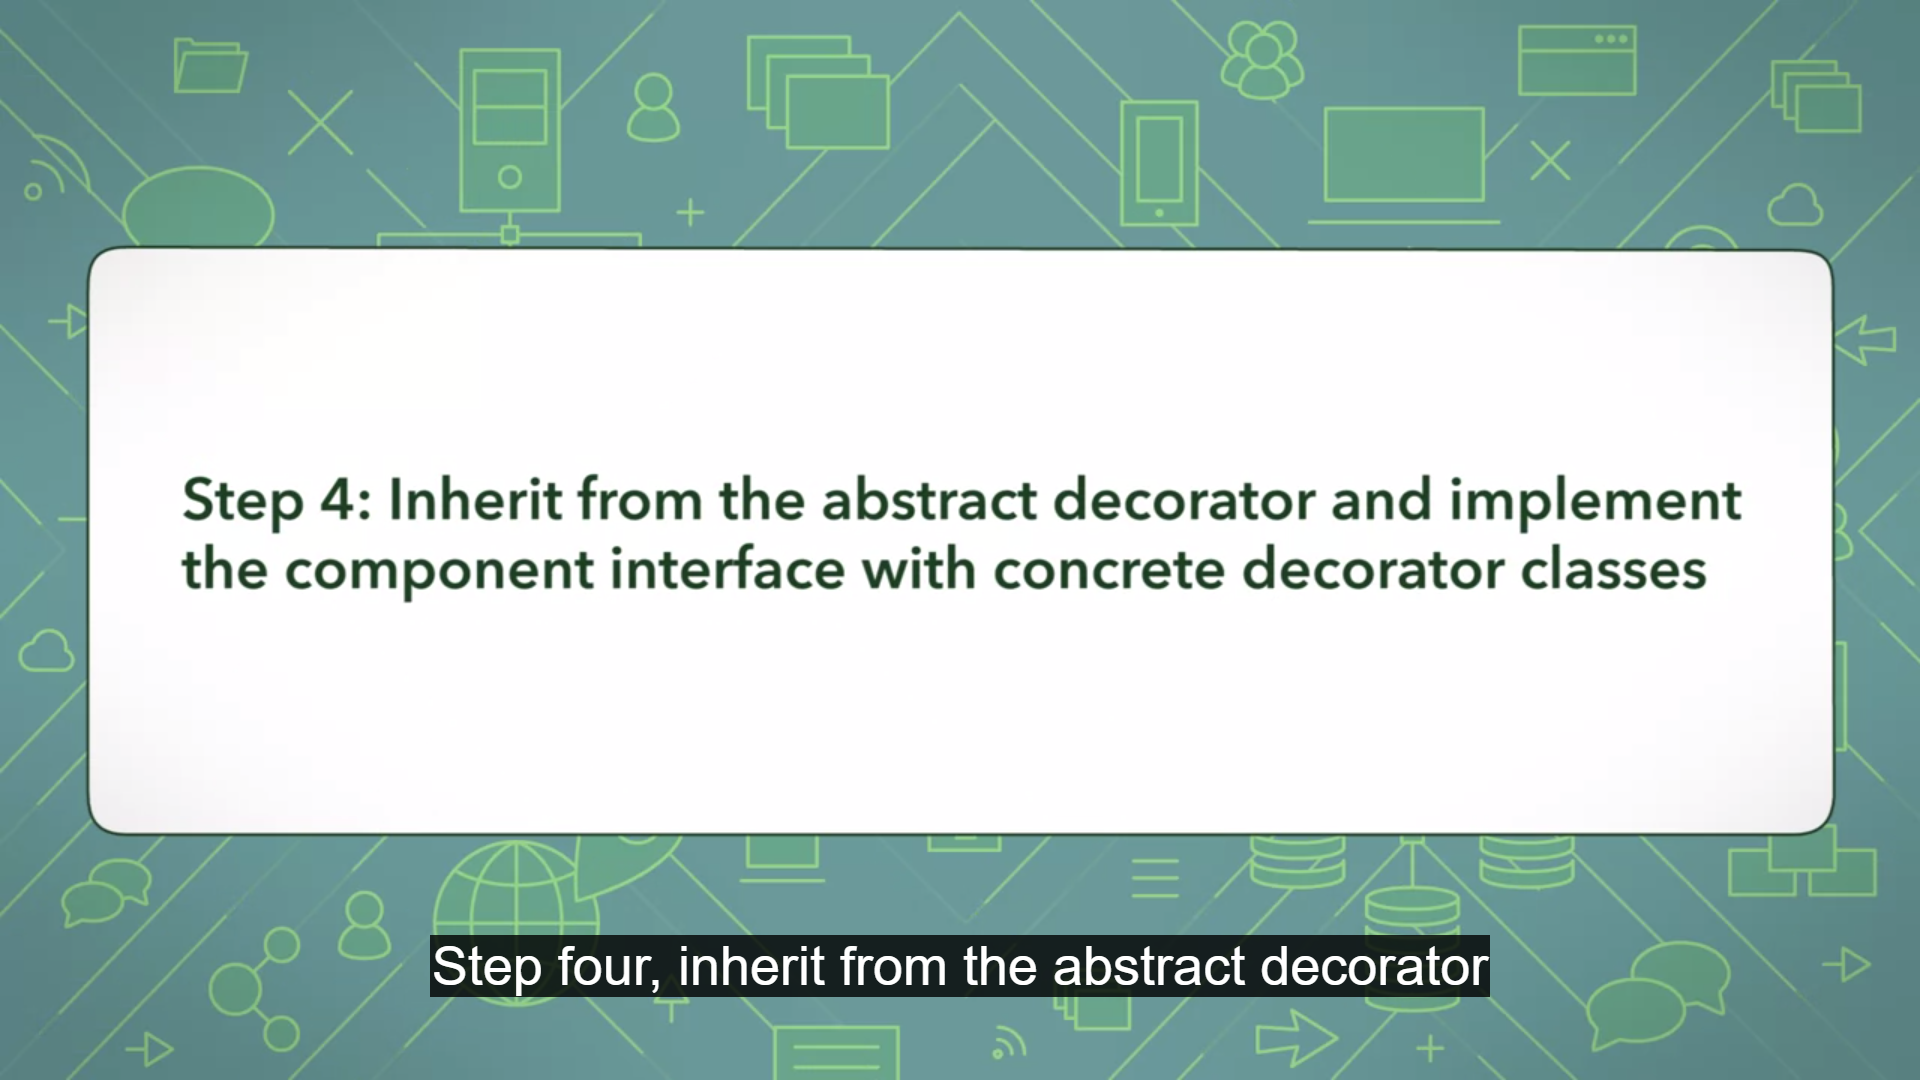 Step 4: Inherit from the abstract decorator and implement
the component interface with concrete decorator classes
Step four, inherit from the abstract decorator